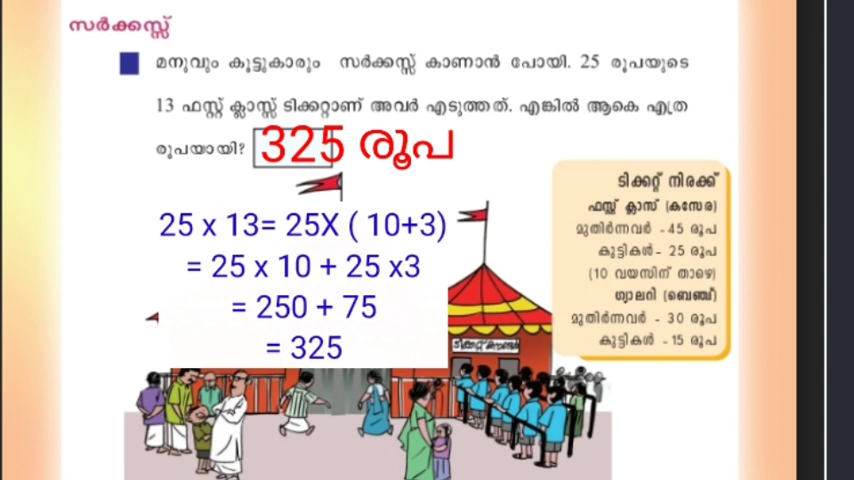 സർക്കസ്സ്
മനുവും കൂട്ടുകാരും സർക്കസ്സ് കാണാൻ പോയി. 25 രൂപയുടെ
13 ഫസ്റ്റ് ക്ലാസ്സ് ടിക്കറ്റാണ് അവർ എടുത്തത്. എങ്കിൽ ആകെ എത്ര
രൂപയായി? 325 രൂപ
25 x 13= 25X ( 10+3)
= 25 x 10 + 25 x3
= 250 + 75
= 325
ടിക്കറ്റ് നിരക്ക്
ഫസ്റ്റ് ക്ലാസ് (കസേര)
മുതിർന്നവർ - 45 രൂപ
കുട്ടികൾ- 25 രൂപ
(10 വയസിന് താഴെ)
ഗ്യാലറി (ബെഞ്ച്)
മുതിർന്നവർ - 30 രൂപ
കുട്ടികൾ -15 രൂപ
ടിക്കറ്റ് കൗണ്ടർ